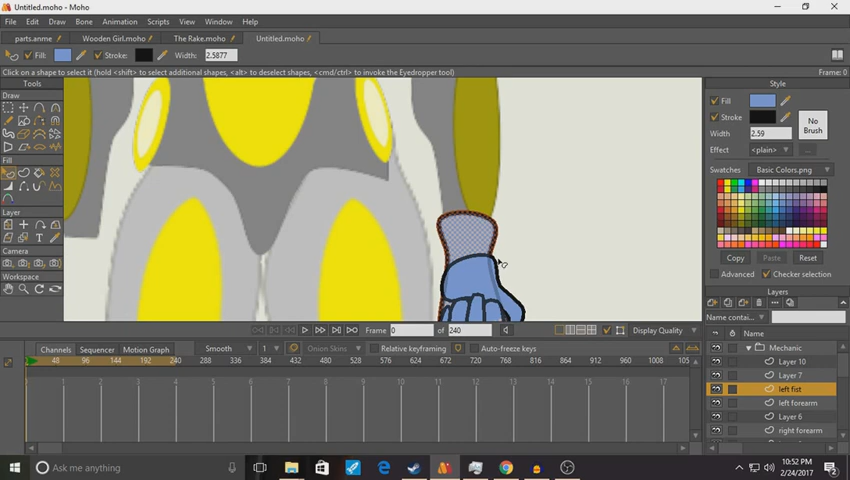 Untitled.moho - Moho
File Edit Draw Bone Animation Scripts View Window Help
parts.anme Wooden Girl.moho The Rake.moho Untitled.moho
Fill: Stroke: Width: 2.5877
Click on a shape to select it (hold <shift> to select additional shapes, <alt> to deselect shapes, <cmd/ctrl> to invoke the Eyedropper tool) Frame: 0
Tools
Draw
Fill
Layer
Camera
Workspace
Style
Fill
Stroke
Width 2.59
No Brush
Effect <plain> ...
Swatches Basic Colors.png
Copy Paste Reset
Advanced Checker selection
Layers
Name contai...
Name
Mechanic
Layer 10
Layer 7
left fist
left forearm
Layer 6
right forearm
Frame 0 of 240 Display Quality
Channels Sequencer Motion Graph Smooth 1 Onion Skins Relative keyframing Auto-freeze keys
0 48 96 144 192 240 288 336 384 432 480 528 576 624 672 720 768 816 864 912 960 1008 105
1 2 3 4 5 6 7 8 9 10 11 12 13 14 15 16 17
Ask me anything
10:52 PM
2/24/2017
2